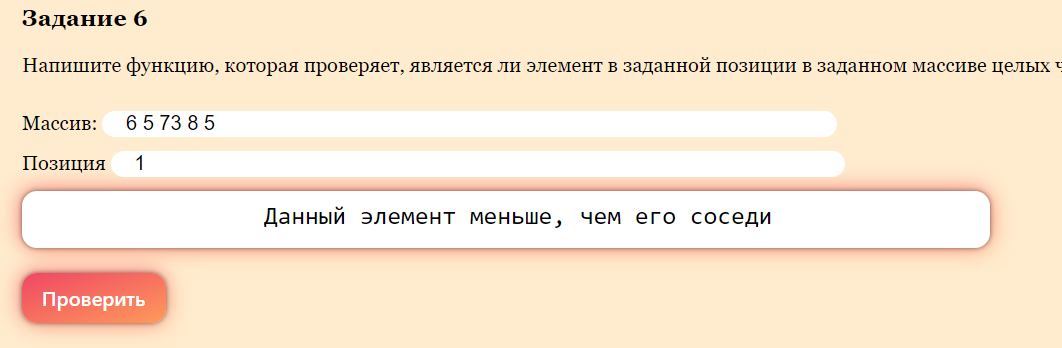 Задание 6
Напишите функцию, которая проверяет, является ли элемент в заданной позиции в заданном массиве целых
Массив: 6 5 73 8 5
Позиция 1
Данный элемент меньше, чем его соседи
Проверить